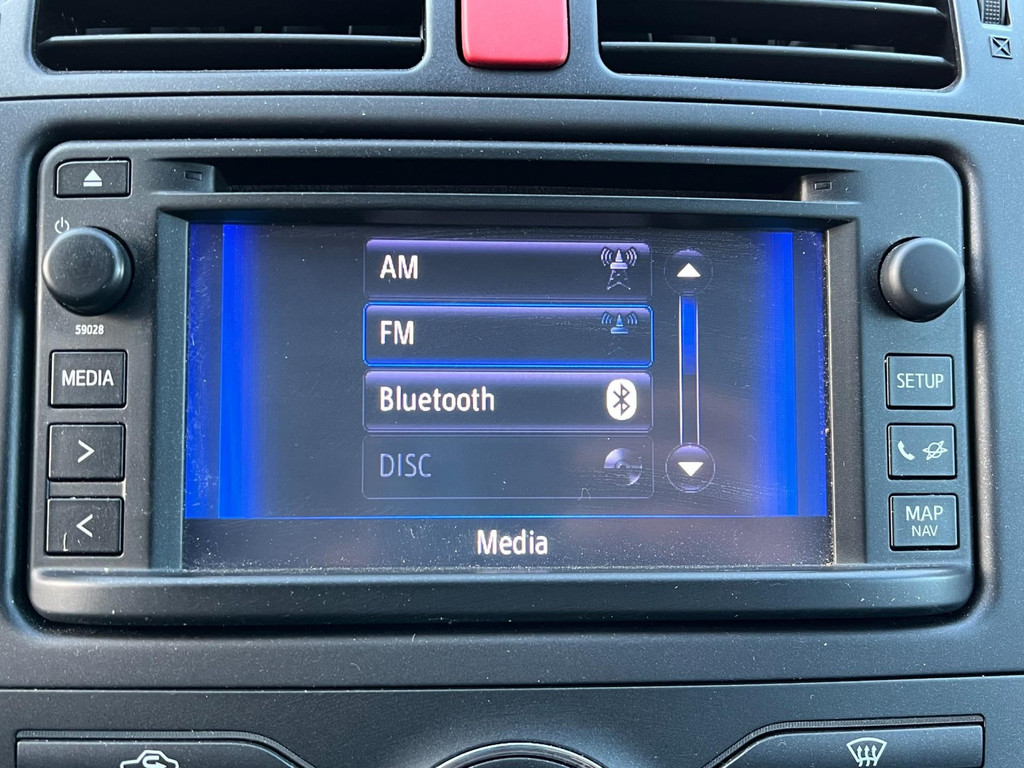 59028
MEDIA
>
<
AM
FM
Bluetooth
DISC
Media
SETUP
MAP
NAV